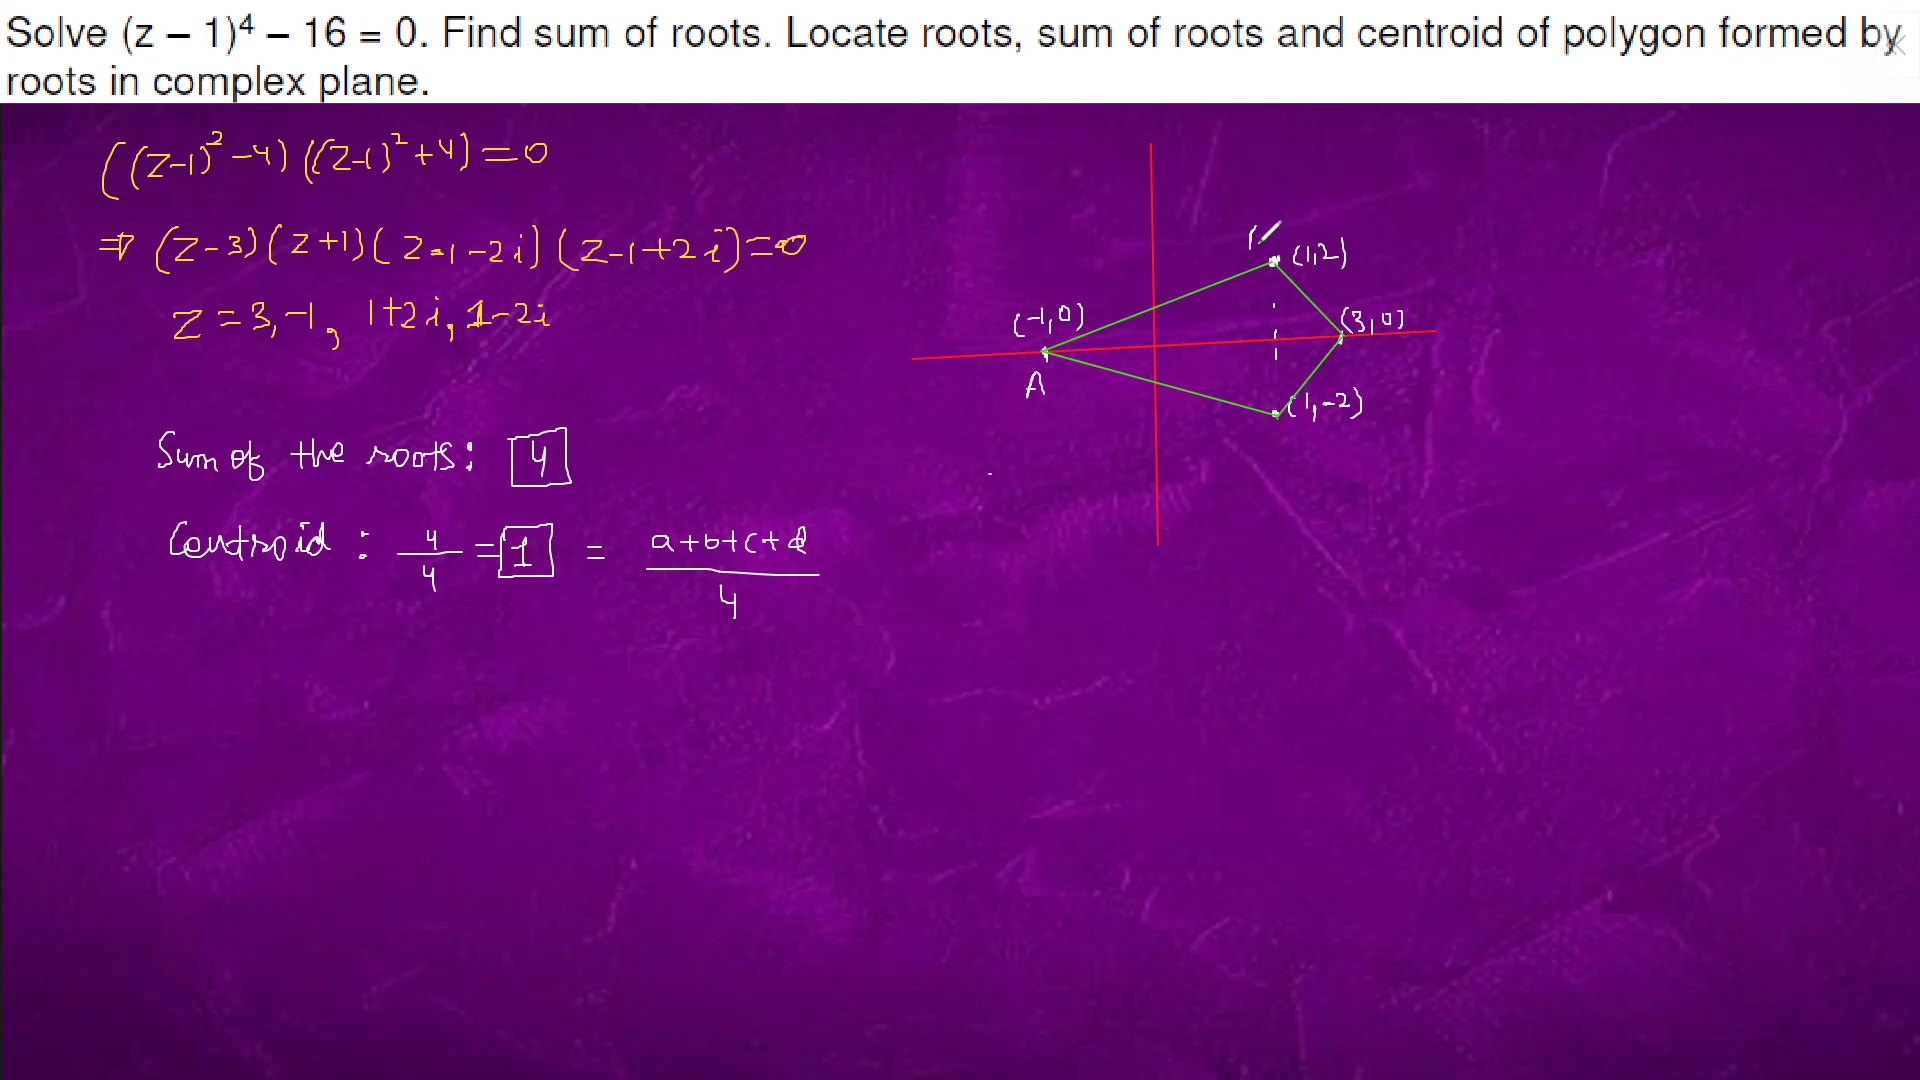 Solve (z – 1)⁴ – 16 = 0. Find sum of roots. Locate roots, sum of roots and centroid of polygon formed by
roots in complex plane.
((z-1)²-4)((z-1)²+4)=0
⇒ (z-3)(z+1)(z-1-2i)(z-1+2i)=0
z=3,-1, 1+2i, 1-2i
Sum of the roots: 4
Centroid : 4/4 = 1 = a+b+c+d/4
(1,2)
(-1,0)
(3,0)
A
(1,-2)